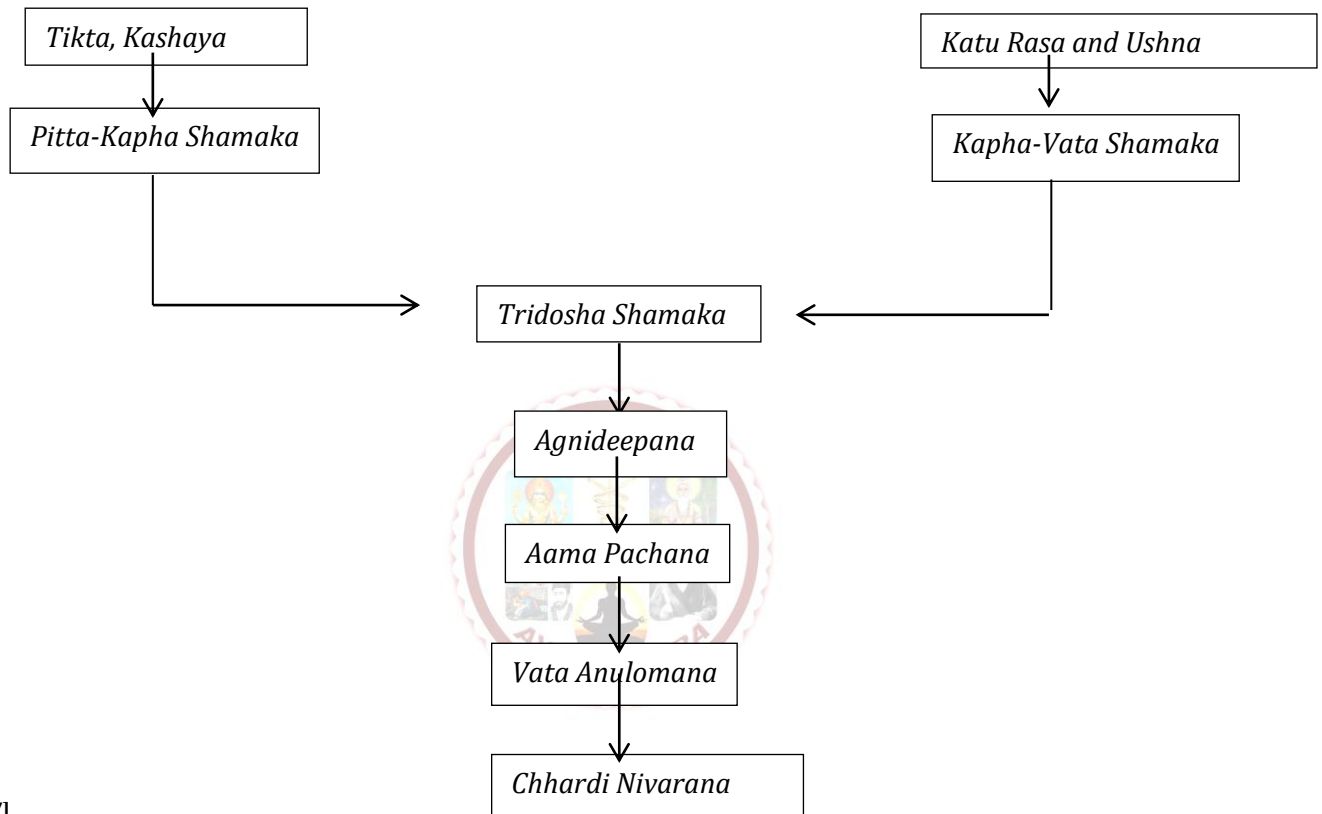 Tikta, Kashaya
Katu Rasa and Ushna
Pitta-Kapha Shamaka
Kapha-Vata Shamaka
Tridosha Shamaka
Agnideepana
Aama Pachana
Vata Anulomana
Chhardi Nivarana